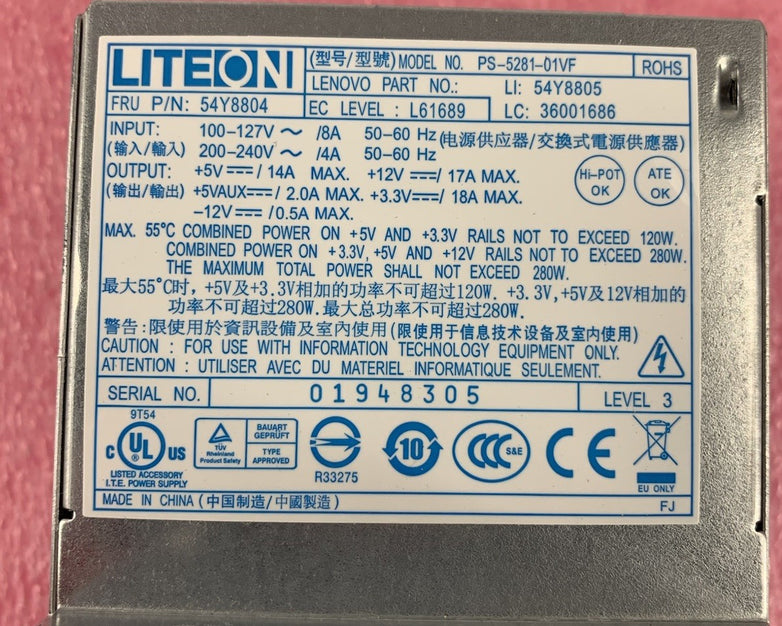 LITEON
(型号/型號) MODEL NO. PS-5281-01VF
ROHS
LENOVO PART NO.: LI: 54Y8805
FRU P/N: 54Y8804
EC LEVEL : L61689
LC: 36001686
INPUT: 100-127V ～ /8A 50-60 Hz (电源供应器/交換式電源供應器)
(输入/輸入) 200-240V ～ /4A 50-60 Hz
OUTPUT: +5V ⎓/ 14A MAX. +12V ⎓/ 17A MAX.
(输出/輸出) +5VAUX⎓/ 2.0A MAX. +3.3V⎓/ 18A MAX.
-12V ⎓ /0.5A MAX.
Hi-POT
OK
ATE
OK
MAX. 55°C COMBINED POWER ON +5V AND +3.3V RAILS NOT TO EXCEED 120W.
COMBINED POWER ON +3.3V, +5V AND +12V RAILS NOT TO EXCEED 280W.
THE MAXIMUM TOTAL POWER SHALL NOT EXCEED 280W.
最大55°C时, +5V及+3.3V相加的功率不可超过120W. +3.3V,+5V及12V相加的
功率不可超过280W.最大总功率不可超过280W.
警告:限使用於資訊設備及室內使用 (限使用于信息技术设备及室内使用)
CAUTION : FOR USE WITH INFORMATION TECHNOLOGY EQUIPMENT ONLY.
ATTENTION : UTILISER AVEC DU MATERIEL INFORMATIQUE SEULEMENT.
SERIAL NO. 01948305 LEVEL 3
9T54
C UL ® US
LISTED ACCESSORY
I.T.E. POWER SUPPLY
TÜV
Rheinland
Product Safety
BAUART
GEPRÜFT
TYPE
APPROVED
R33275
10
CCC S&E
CE
EU ONLY
MADE IN CHINA (中国制造/中國製造) FJ